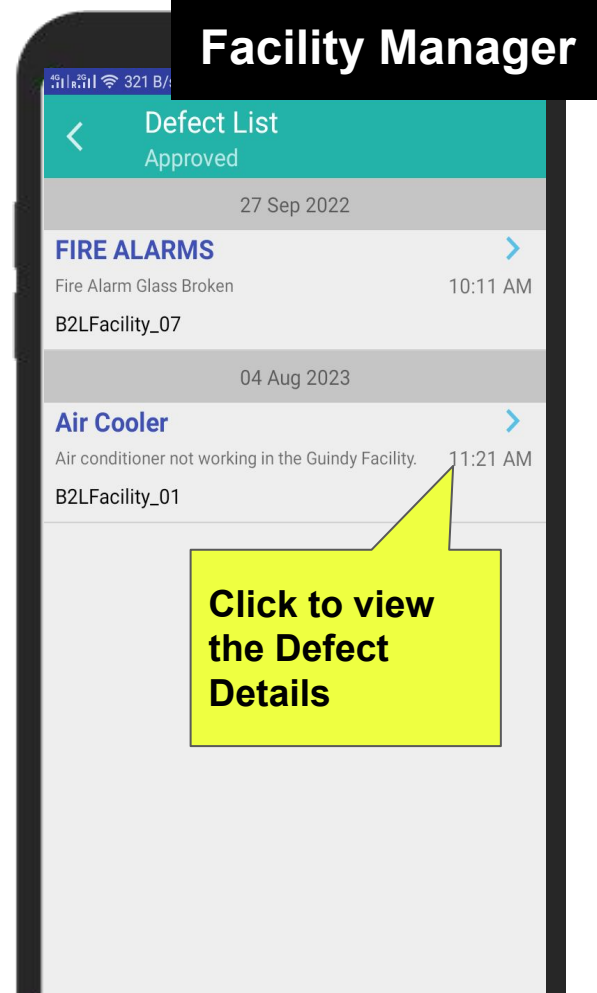 Facility Manager
4G R 2G 321 B/
Defect List
Approved
27 Sep 2022
FIRE ALARMS
Fire Alarm Glass Broken 10:11 AM
B2LFacility_07
04 Aug 2023
Air Cooler
Air conditioner not working in the Guindy Facility. 11:21 AM
B2LFacility_01
Click to view
the Defect
Details